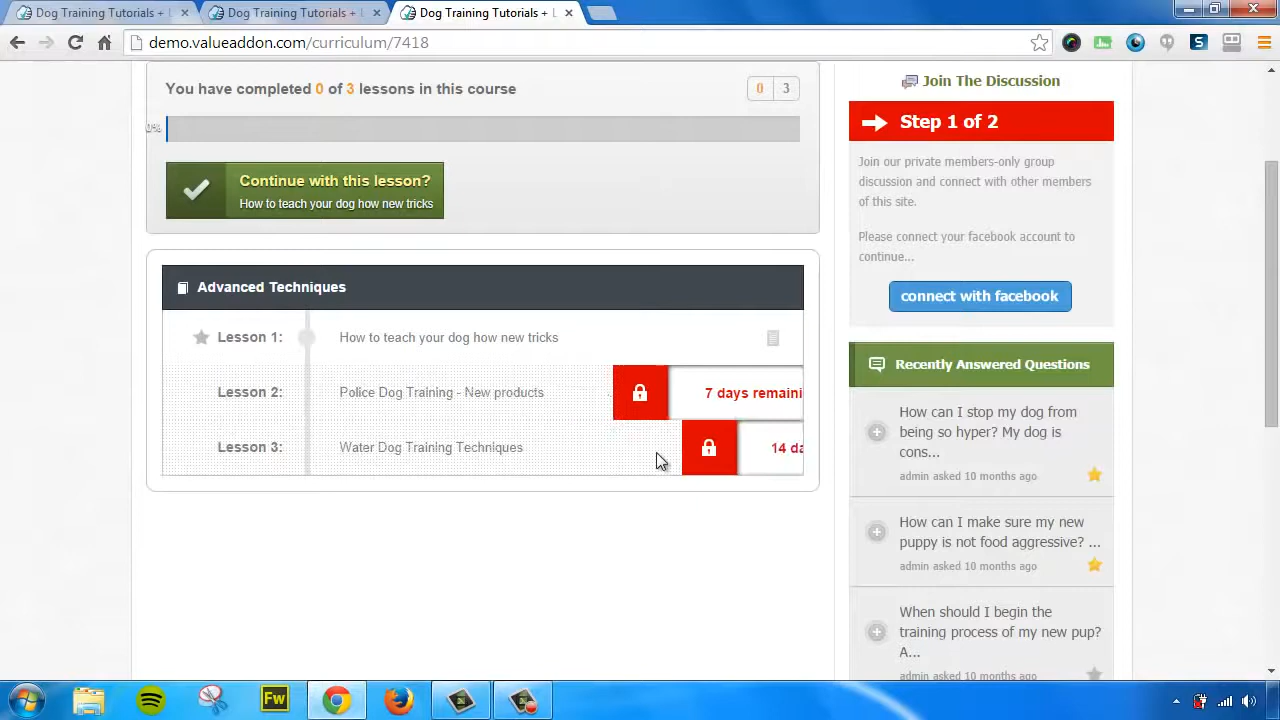 Dog Training Tutorials + L
Dog Training Tutorials + L
Dog Training Tutorials + L
demo.valueaddon.com/curriculum/7418
You have completed 0 of 3 lessons in this course
0 3
0%
Continue with this lesson?
How to teach your dog how new tricks
Advanced Techniques
Lesson 1: How to teach your dog how new tricks
Lesson 2: Police Dog Training - New products
7 days remaini
Lesson 3: Water Dog Training Techniques
14 da
Join The Discussion
Step 1 of 2
Join our private members-only group
discussion and connect with other members
of this site.
Please connect your facebook account to
continue...
connect with facebook
Recently Answered Questions
How can I stop my dog from
being so hyper? My dog is
cons...
admin asked 10 months ago
How can I make sure my new
puppy is not food aggressive? ...
admin asked 10 months ago
When should I begin the
training process of my new pup?
A...
admin asked 10 months ago
S
Fw